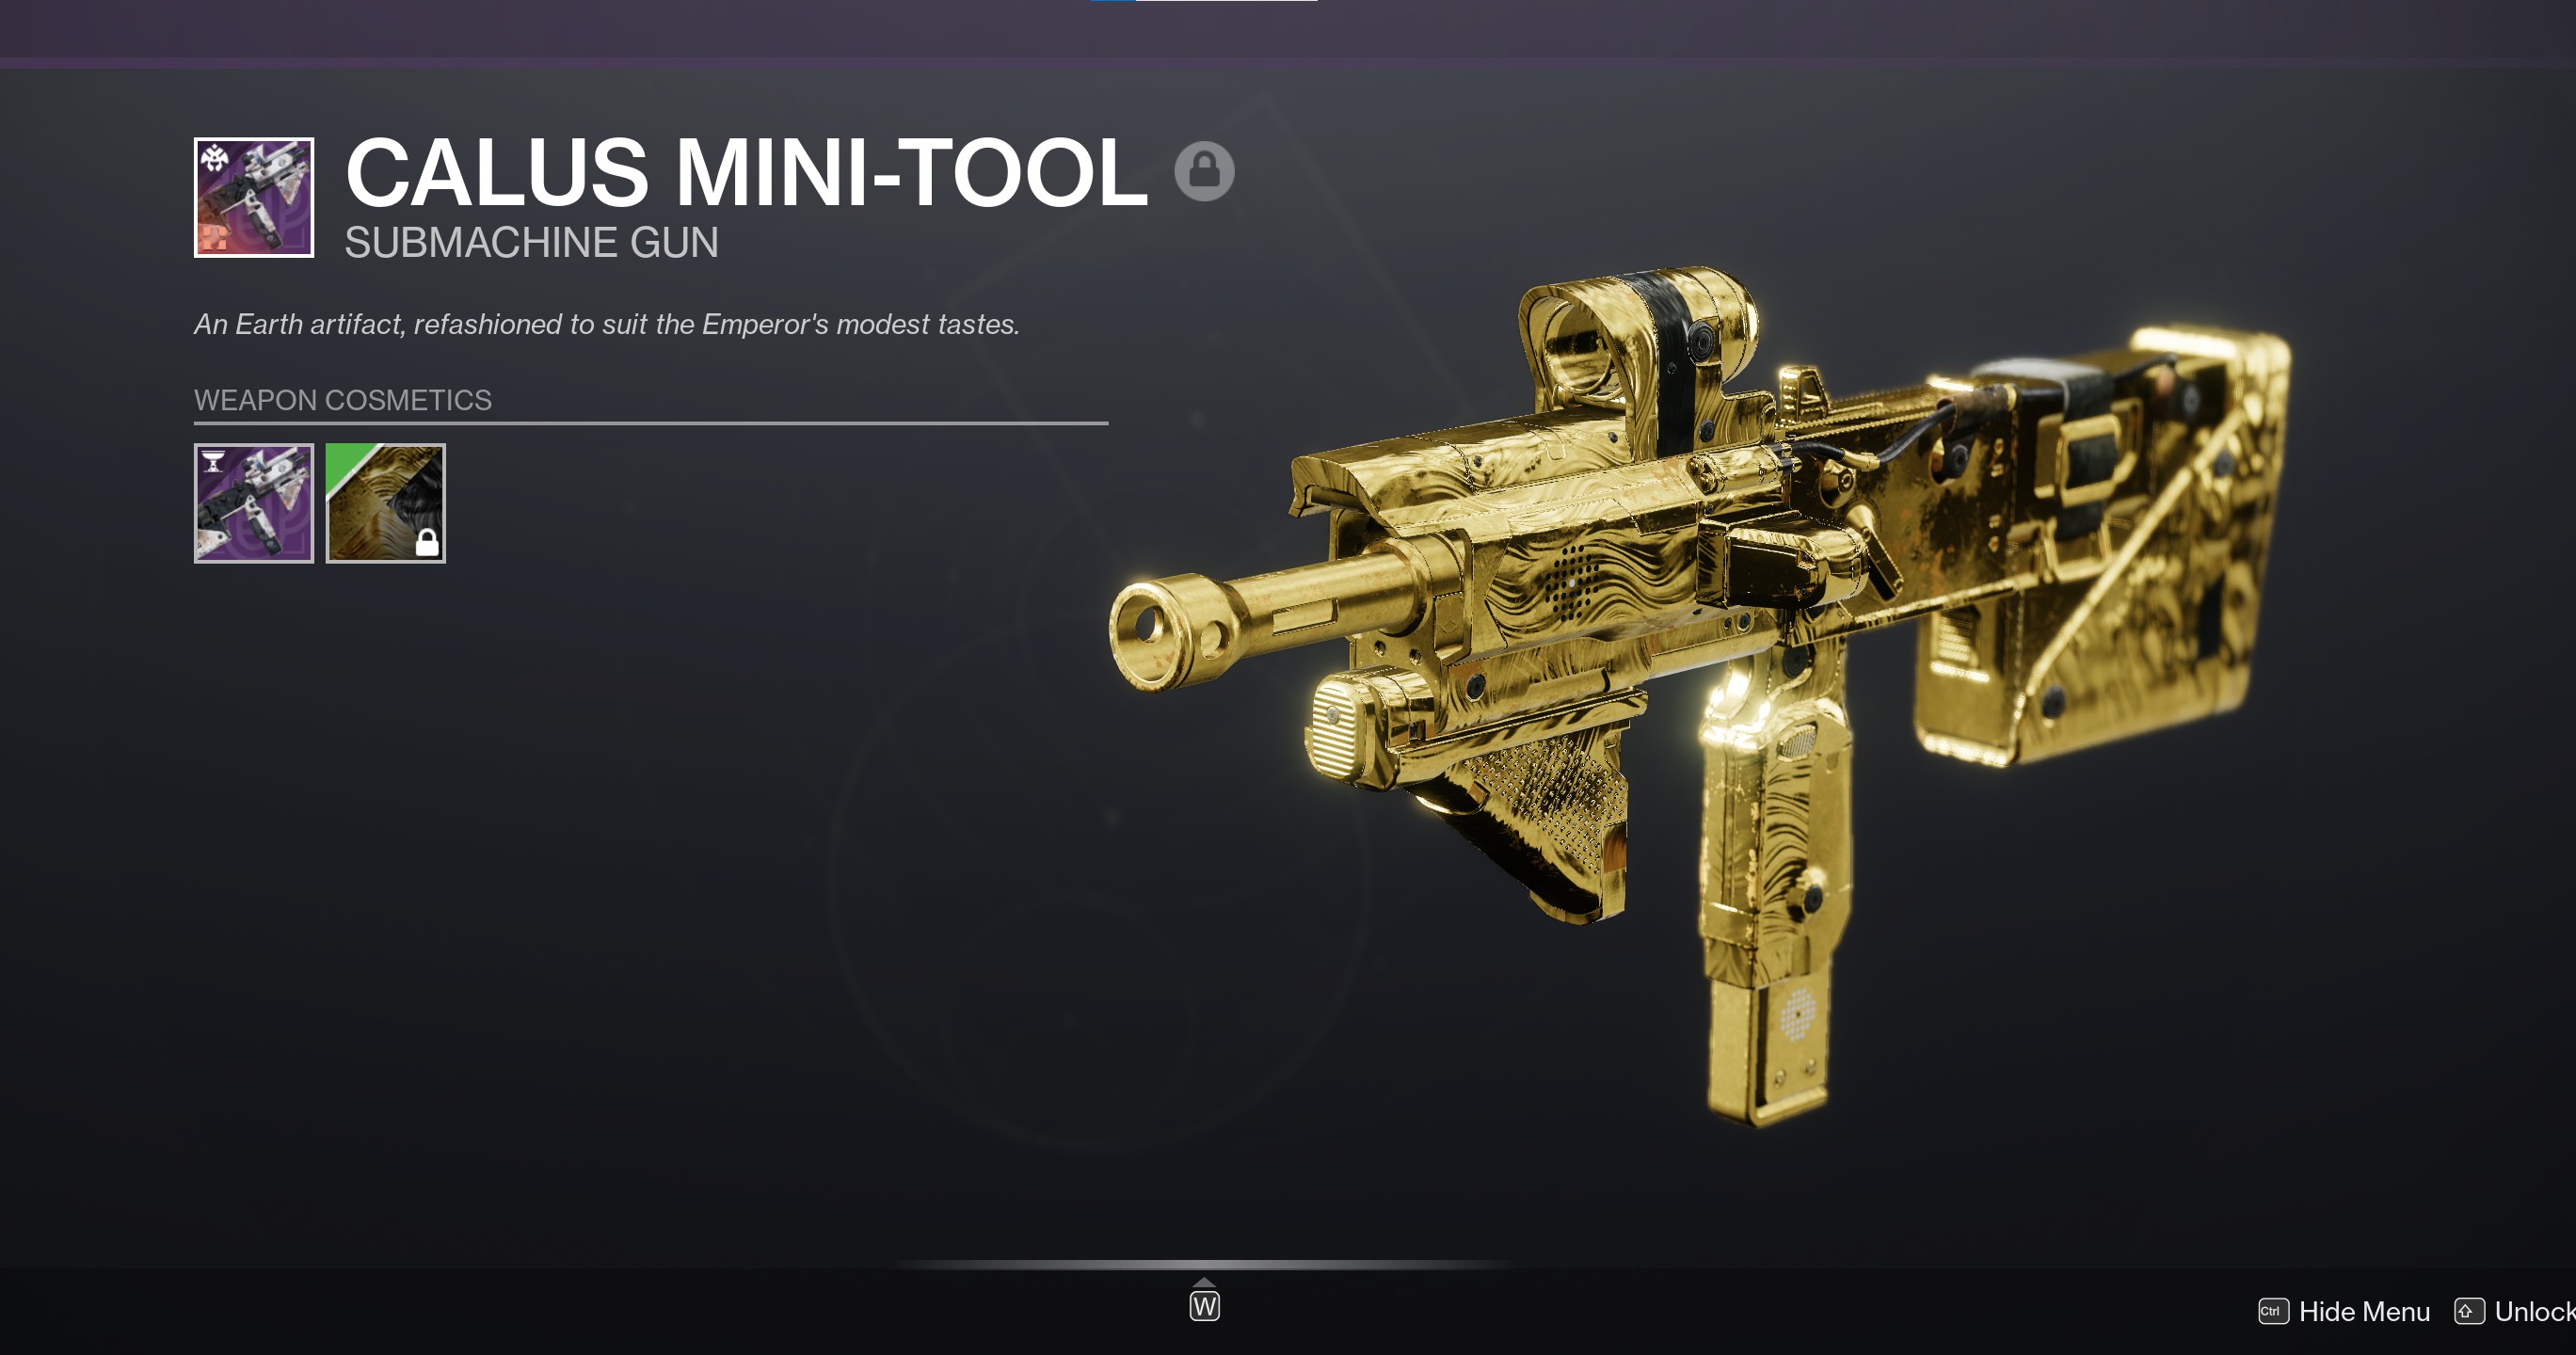 CALUS MINI-TOOL
SUBMACHINE GUN
An Earth artifact, refashioned to suit the Emperor's modest tastes.
WEAPON COSMETICS
W
Ctrl Hide Menu
Unlock